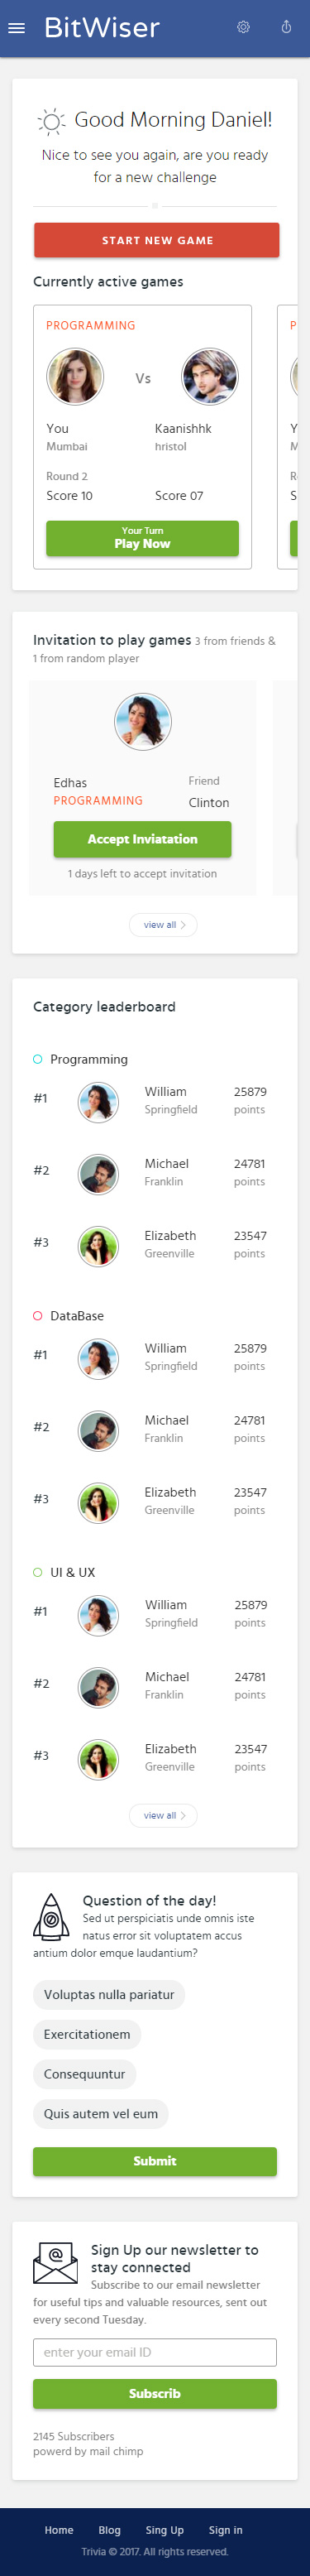 BitWiser
Good Morning Daniel!
Nice to see you again, are you ready
for a new challenge
START NEW GAME
Currently active games
PROGRAMMING
P
Vs
You
Kaanishhk
Y
Mumbai
hristol
M
Round 2
R
Score 10
Score 07
S
Your Turn
Play Now
Invitation to play games 3 from friends &
1 from random player
Edhas
Friend
PROGRAMMING
Clinton
Accept Inviatation
1 days left to accept invitation
view all
Category leaderboard
Programming
#1
William
25879
Springfield
points
#2
Michael
24781
Franklin
points
#3
Elizabeth
23547
Greenville
points
DataBase
#1
William
25879
Springfield
points
#2
Michael
24781
Franklin
points
#3
Elizabeth
23547
Greenville
points
UI & UX
#1
William
25879
Springfield
points
#2
Michael
24781
Franklin
points
#3
Elizabeth
23547
Greenville
points
view all
Question of the day!
Sed ut perspiciatis unde omnis iste
natus error sit voluptatem accus
antium dolor emque laudantium?
Voluptas nulla pariatur
Exercitationem
Consequuntur
Quis autem vel eum
Submit
Sign Up our newsletter to
stay connected
Subscribe to our email newsletter
for useful tips and valuable resources, sent out
every second Tuesday.
enter your email ID
Subscrib
2145 Subscribers
powerd by mail chimp
Home
Blog
Sing Up
Sign in
Trivia © 2017. All rights reserved.